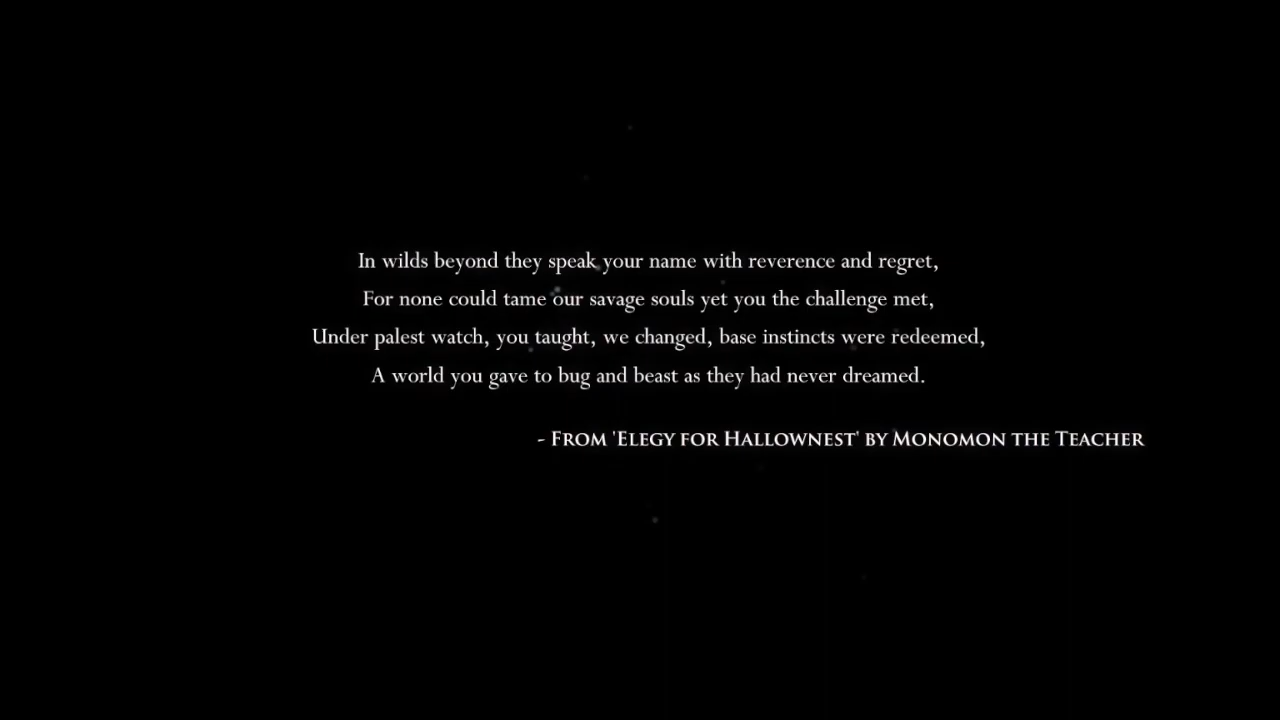 In wilds beyond they speak your name with reverence and regret,
For none could tame our savage souls yet you the challenge met,
Under palest watch, you taught, we changed, base instincts were redeemed,
A world you gave to bug and beast as they had never dreamed.
- From 'Elegy for Hallownest' by Monomon the Teacher